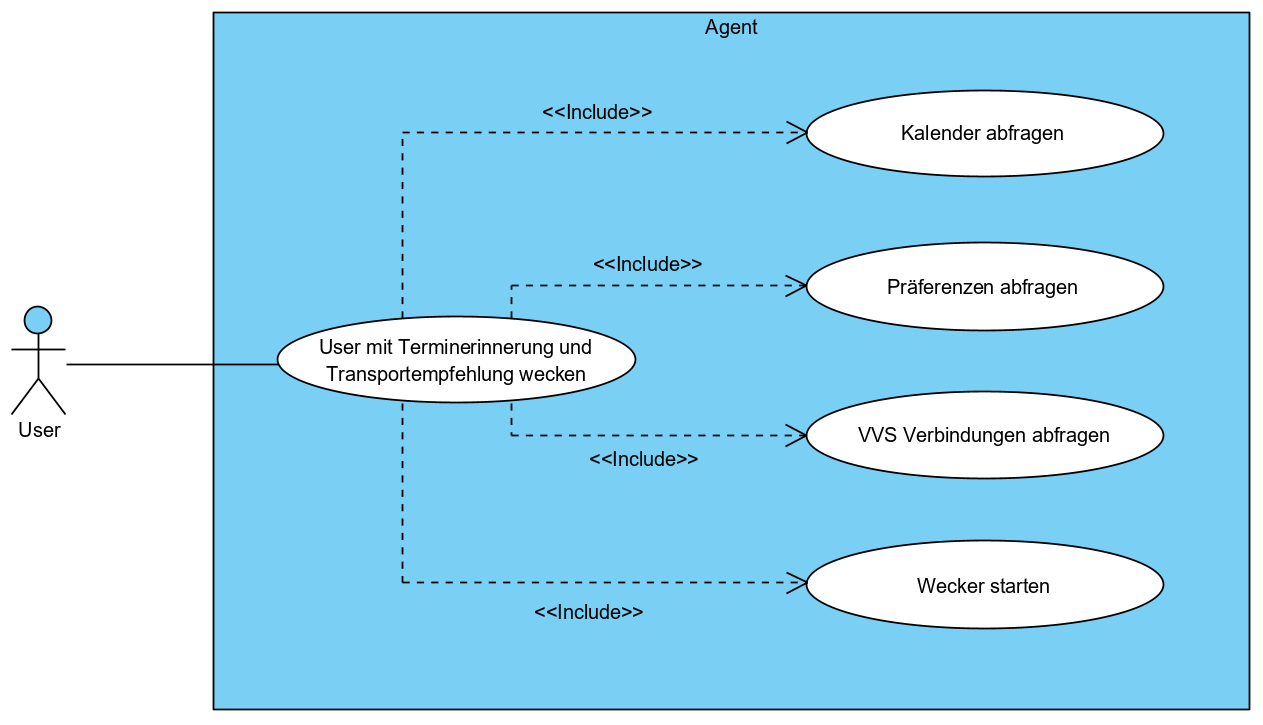 Agent
<<Include>>
Kalender abfragen
<<Include>>
Präferenzen abfragen
User mit Terminerinnerung und
Transportempfehlung wecken
User
VVS Verbindungen abfragen
<<Include>>
Wecker starten
<<Include>>